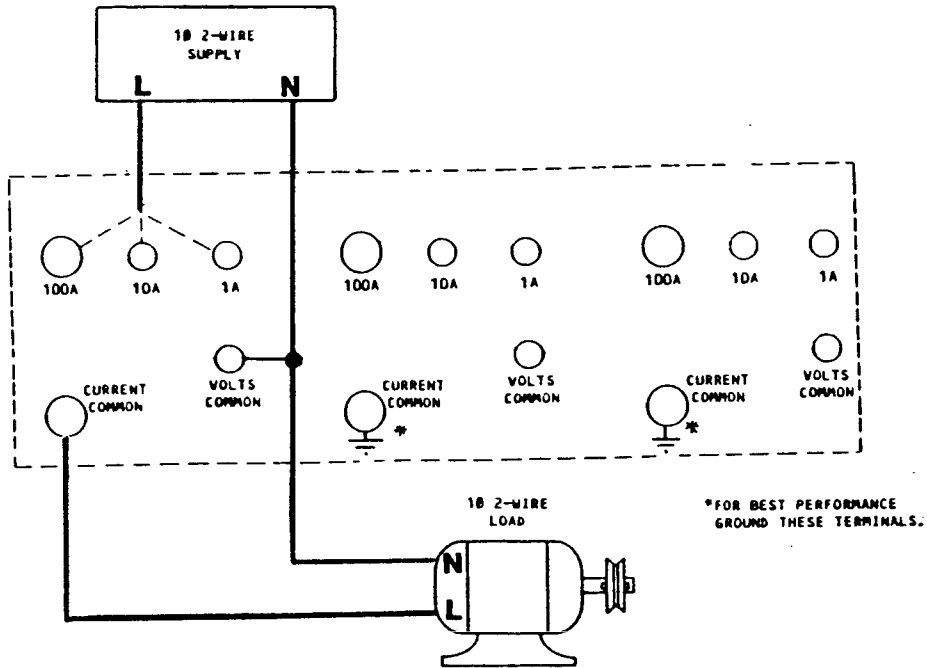 1Ø 2-WIRE
SUPPLY
L N
100A 10A 1A 100A 10A 1A 100A 10A 1A
CURRENT
COMMON
VOLTS
COMMON
CURRENT
COMMON
*
VOLTS
COMMON
CURRENT
COMMON
*
VOLTS
COMMON
1Ø 2-WIRE
LOAD
N
L
*FOR BEST PERFORMANCE
GROUND THESE TERMINALS.